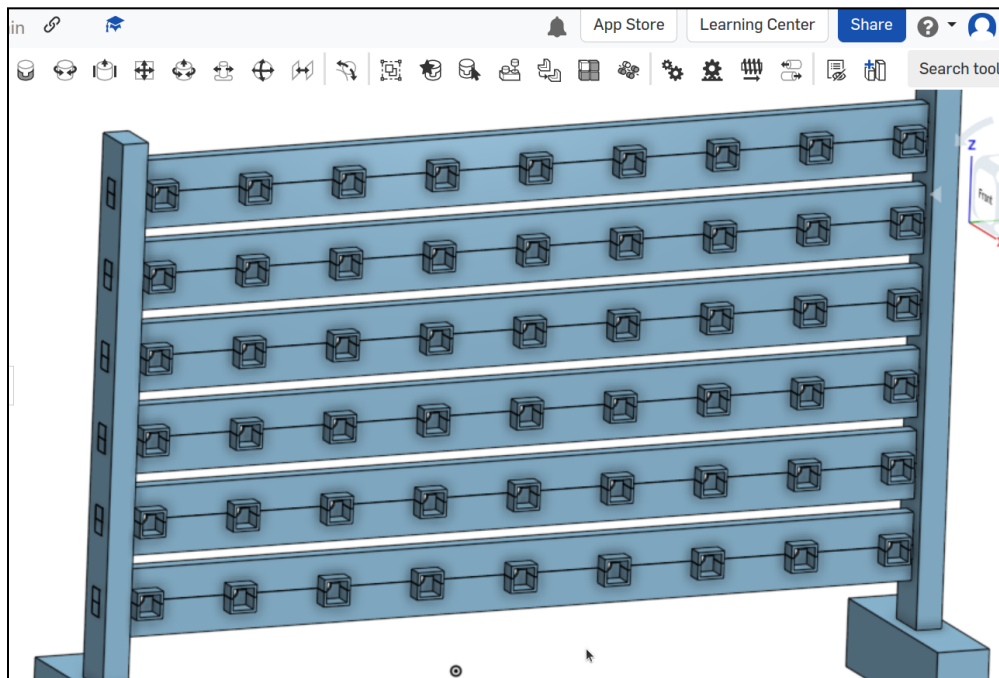 in
App Store
Learning Center
Share
Search tool
Z
Front